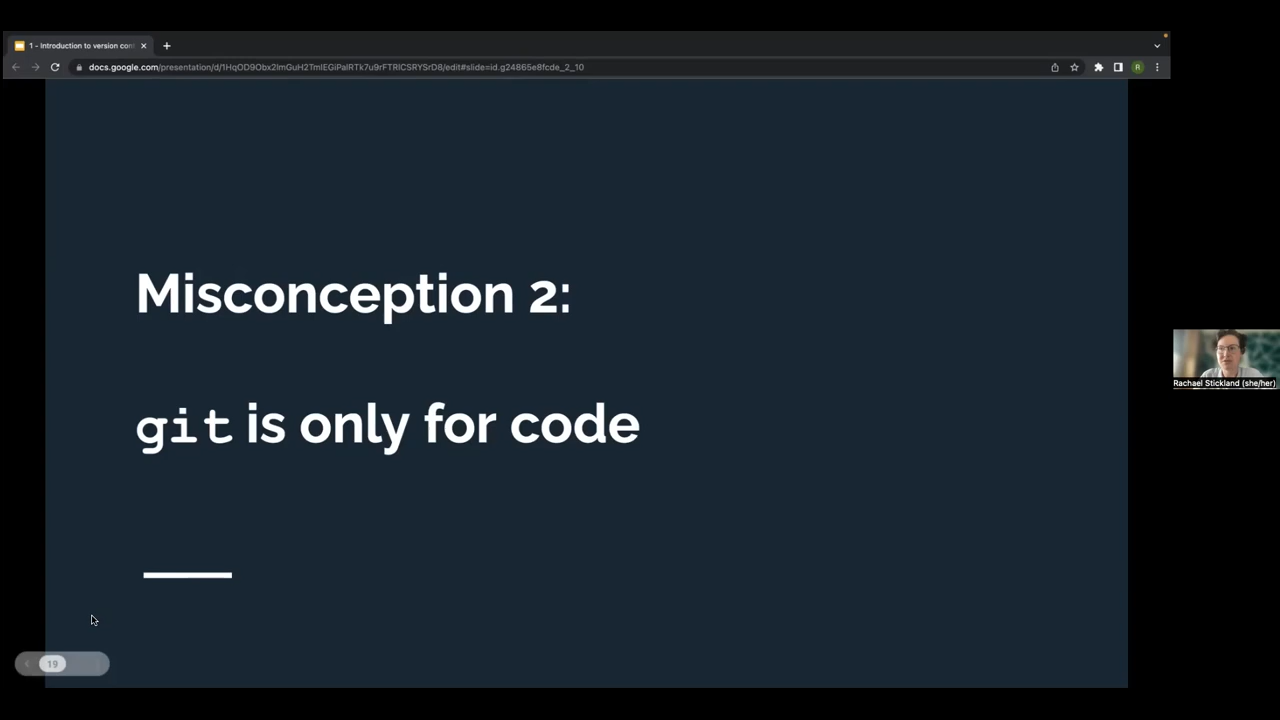 1 - Introduction to version con
docs.google.com/presentation/d/1HqOD9Obx2lmGuH2TmlEGiPalRTk7u9rFTRlCSRYSrD8/edit#slide=id.g24865e8fcde_2_10
R
Misconception 2:
git is only for code
Rachael Stickland (she/her)
19